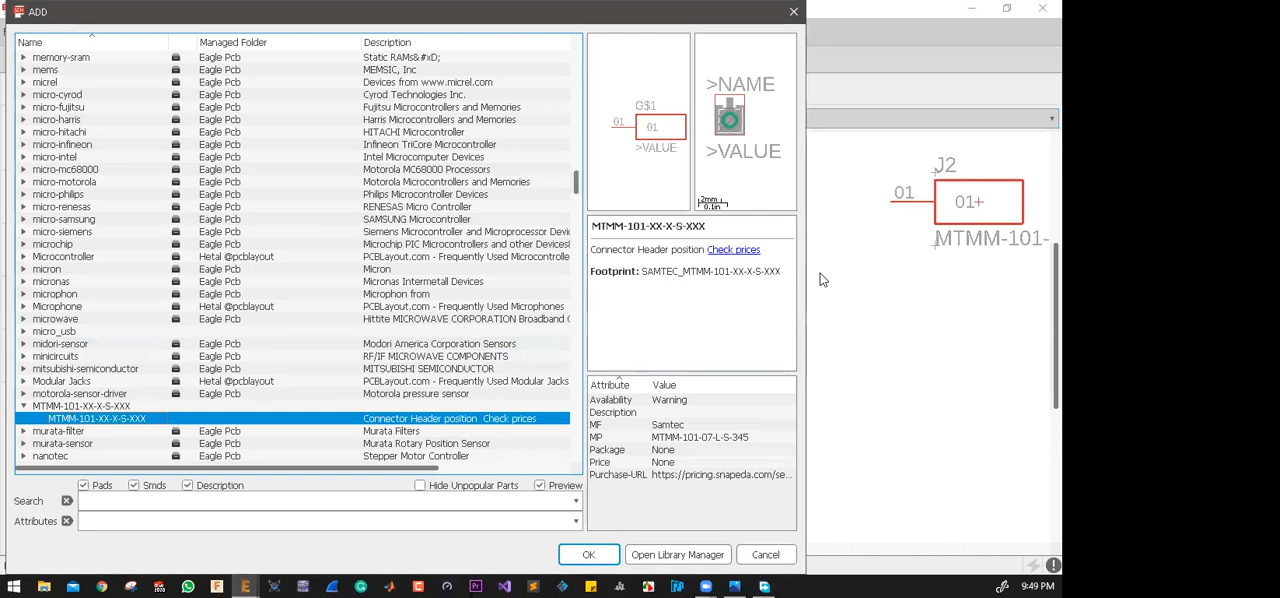 ADD
Name Managed Folder Description
memory-sram Eagle Pcb Static RAMs&#xD;
mems Eagle Pcb MEMSIC, Inc
micrel Eagle Pcb Devices from www.micrel.com
micro-cyrod Eagle Pcb Cyrod Technologies Inc.
micro-fujitsu Eagle Pcb Fujitsu Microcontrollers and Memories
micro-harris Eagle Pcb Harris Microcontrollers and Memories
micro-hitachi Eagle Pcb HITACHI Microcontroller
micro-infineon Eagle Pcb Infineon TriCore Microcontroller
micro-intel Eagle Pcb Intel Microcomputer Devices
micro-mc68000 Eagle Pcb Motorola MC68000 Processors
micro-motorola Eagle Pcb Motorola Microcontrollers and Memories
micro-philips Eagle Pcb Philips Microcontroller Devices
micro-renesas Eagle Pcb RENESAS Micro Controller
micro-samsung Eagle Pcb SAMSUNG Microcontroller
micro-siemens Eagle Pcb Siemens and Microprocessor Devi
microchip Eagle Pcb Microchip PIC Microcontrollers and other Devices
Microcontroller Hetal @pcblayout PCBLayout.com - Frequently Used Microcontrolle
micron Eagle Pcb Micron
micronas Eagle Pcb Micronas Intermetall Devices
microphon Eagle Pcb Microphon from
Microphone Hetal @pcblayout PCBLayout.com - Frequently Used Microphones
microwave Eagle Pcb Hittite MICROWAVE CORPORATION Broadband G
micro_usb
midori-sensor Eagle Pcb Modori America Corporation Sensors
minicircuits Eagle Pcb RF/IF MICROWAVE COMPONENTS
mitsubishi-semiconductor Eagle Pcb MITSUBISHI SEMICONDUCTOR
Modular Jacks Hetal @pcblayout PCBLayout.com - Frequently Used Modular Jacks
motorola-sensor-driver Eagle Pcb Motorola pressure sensor
MTMM-101-XX-X-S-XXX
MTMM-101-XX-X-S-XXX Connector Header position Check prices
murata-filter Eagle Pcb Murata Filters
murata-sensor Eagle Pcb Murata Rotary Position Sensor
nanotec Eagle Pcb Stepper Motor Controller
Pads Smds Description Hide Unpopular Parts Preview
Search
Attributes
OK Open Library Manager Cancel
G$1
01 01
>VALUE
>NAME
>VALUE
2mm
0.1in
MTMM-101-XX-X-S-XXX
Connector Header position Check prices
Footprint: SAMTEC_MTMM-101-XX-X-S-XXX
Attribute Value
Availability Warning
Description
MF Samtec
MP MTMM-101-07-L-S-345
Package None
Price None
Purchase-URL https://pricing.snapeda.com/se...
J2
01 01+
MTMM-101-
9:49 PM